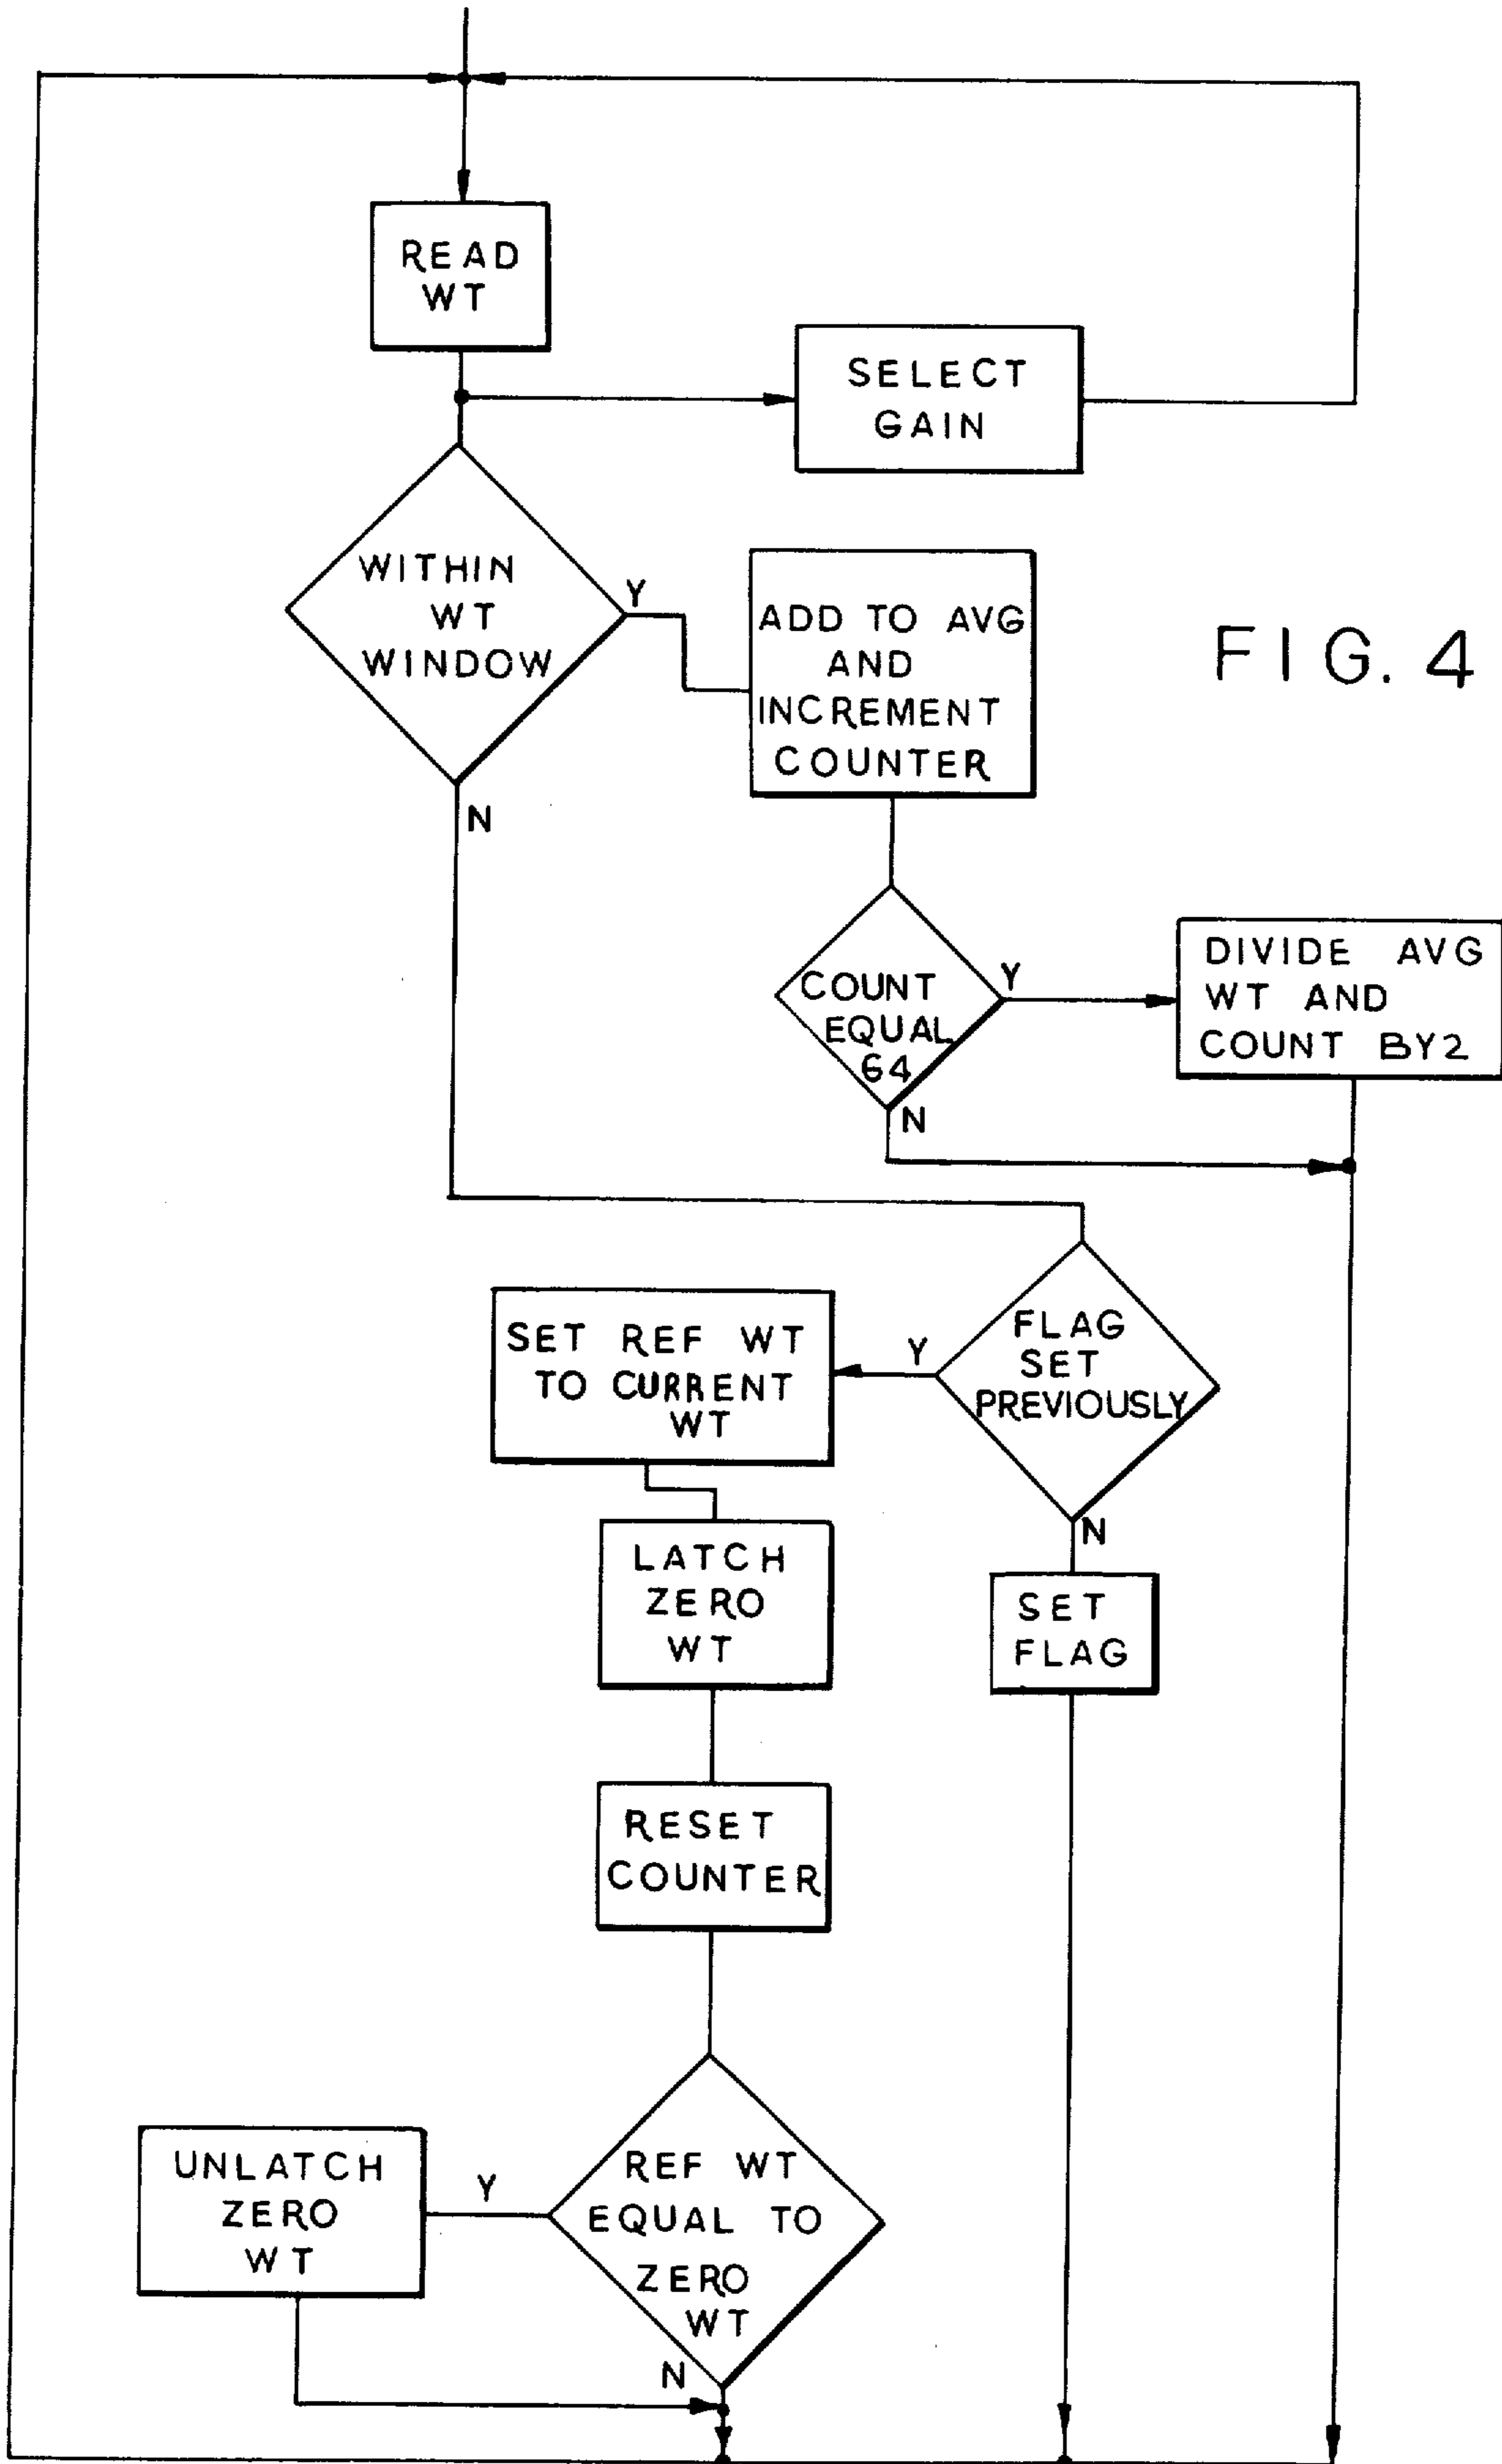 READ
WT
SELECT
GAIN
WITHIN
WT
WINDOW
Y
N
ADD TO AVG
AND
INCREMENT
COUNTER
FIG. 4
COUNT
EQUAL
64
Y
N
DIVIDE AVG
WT AND
COUNT BY2
FLAG
SET
PREVIOUSLY
Y
N
SET REF WT
TO CURRENT
WT
LATCH
ZERO
WT
SET
FLAG
RESET
COUNTER
REF WT
EQUAL TO
ZERO
WT
Y
N
UNLATCH
ZERO
WT